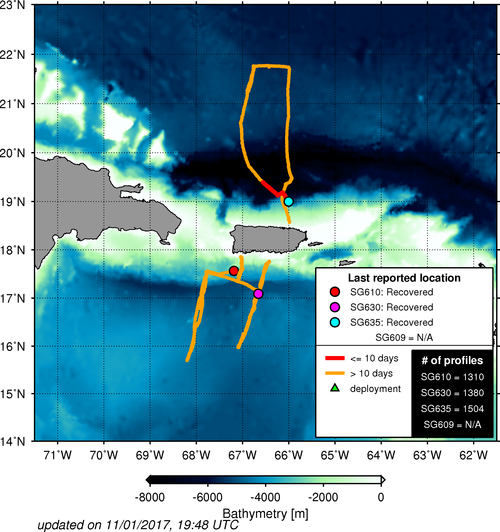 23˚N
22˚N
21˚N
20˚N
19˚N
18˚N
17˚N
16˚N
15˚N
14˚N
71˚W 70˚W 69˚W 68˚W 67˚W 66˚W 65˚W 64˚W 63˚W 62˚W
Last reported location
SG610: Recovered
SG630: Recovered
SG635: Recovered
SG609 = N/A
<= 10 days
> 10 days
deployment
# of profiles
SG610 = 1310
SG630 = 1380
SG635 = 1504
SG609 = N/A
-8000 -6000 -4000 -2000 0
Bathymetry [m]
updated on 11/01/2017, 19:48 UTC